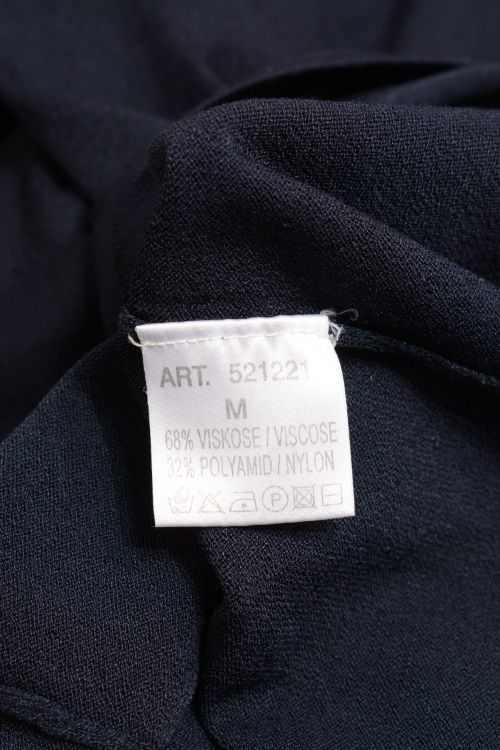 ART. 521221
M
68% VISKOSE / VISCOSE
32% POLYAMID / NYLON
P